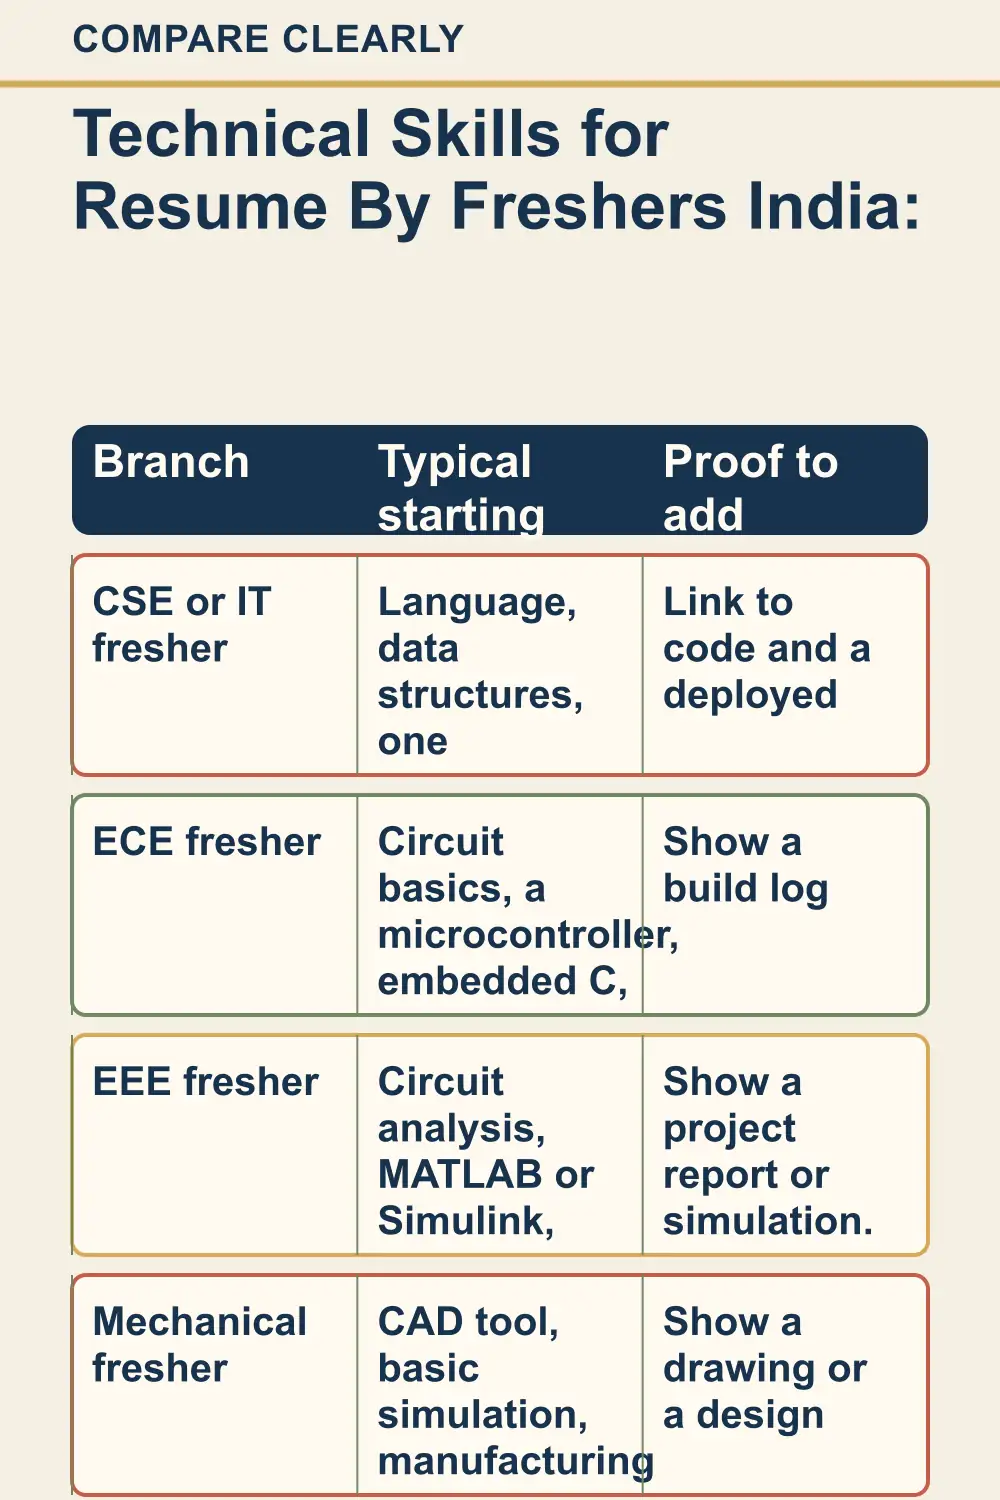 COMPARE CLEARLY
Technical Skills for
Resume By Freshers India:
Branch
Typical
starting
Proof to
add
CSE or IT
fresher
Language,
data
structures,
one
Link to
code and a
deployed
ECE fresher
Circuit
basics, a
microcontroller,
embedded C,
Show a
build log
EEE fresher
Circuit
analysis,
MATLAB or
Simulink,
Show a
project
report or
simulation.
Mechanical
fresher
CAD tool,
basic
simulation,
manufacturing
Show a
drawing or
a design